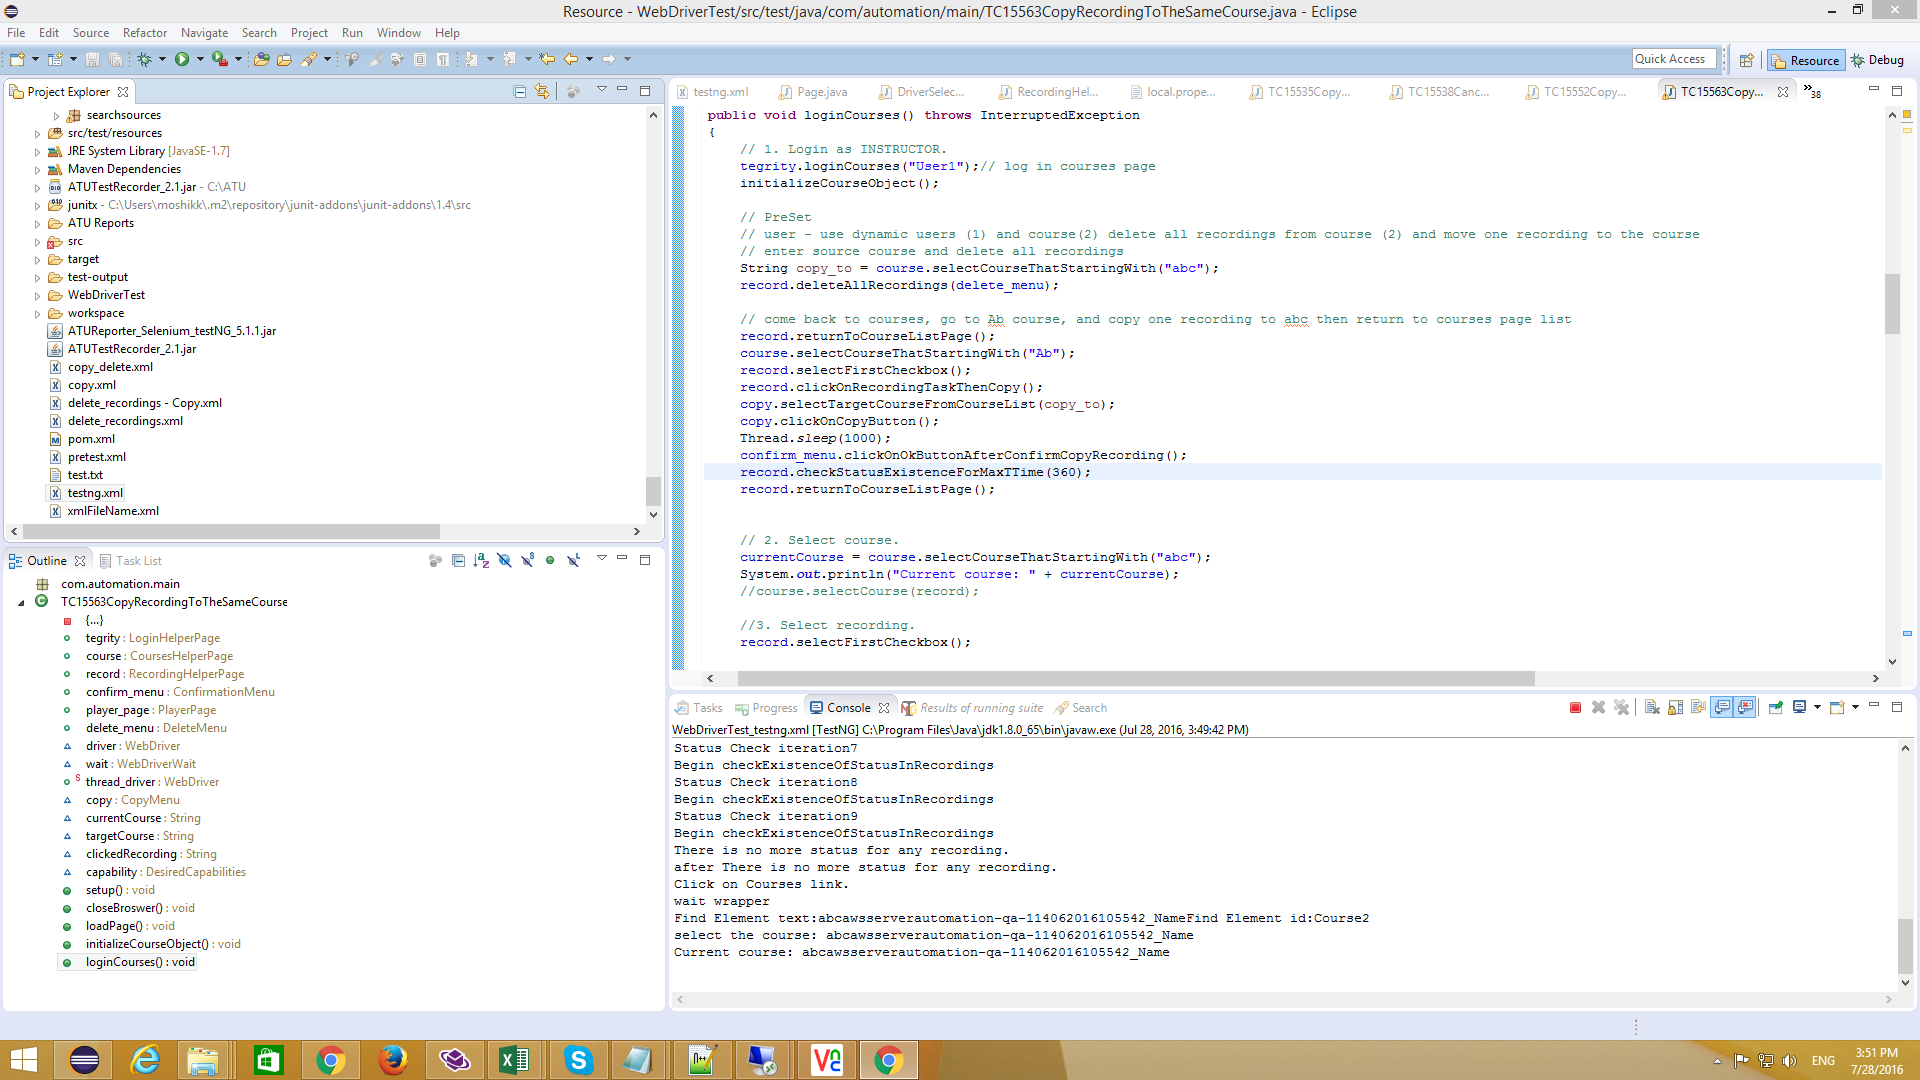 Resource - WebDriverTest/src/test/java/com/automation/main/TC15563CopyRecordingToTheSameCourse.java - Eclipse
File Edit Source Refactor Navigate Search Project Run Window Help
Quick Access
Resource
Debug
Project Explorer
searchsources
src/test/resources
JRE System Library [JavaSE-1.7]
Maven Dependencies
ATUTestRecorder_2.1.jar - C:\ATU
junitx - C:\Users\moshikk\.m2\repository\junit-addons\junit-addons\1.4\src
ATU Reports
src
target
test-output
WebDriverTest
workspace
ATUReporter_Selenium_testNG_5.1.1.jar
ATUTestRecorder_2.1.jar
copy_delete.xml
copy.xml
delete_recordings - Copy.xml
delete_recordings.xml
pom.xml
pretest.xml
test.txt
testng.xml
xmlFileName.xml
Outline
Task List
com.automation.main
TC15563CopyRecordingToTheSameCourse
{...}
tegrity : LoginHelperPage
course : CoursesHelperPage
record : RecordingHelperPage
confirm_menu : ConfirmationMenu
player_page : PlayerPage
delete_menu : DeleteMenu
driver : WebDriver
wait : WebDriverWait
thread_driver : WebDriver
copy : CopyMenu
currentCourse : String
targetCourse : String
clickedRecording : String
capability : DesiredCapabilities
setup() : void
closeBroswer() : void
loadPage() : void
initializeCourseObject() : void
loginCourses() : void
testng.xml
Page.java
DriverSelec...
RecordingHel...
local.prope...
TC15535Copy...
TC15538Canc...
TC15552Copy...
TC15563Copy...
38
public void loginCourses() throws InterruptedException
{
// 1. Login as INSTRUCTOR.
tegrity.loginCourses("User1");// log in courses page
initializeCourseObject();
// PreSet
// user - use dynamic users (1) and course(2) delete all recordings from course (2) and move one recording to the course
// enter source course and delete all recordings
String copy_to = course.selectCourseThatStartingWith("abc");
record.deleteAllRecordings(delete_menu);
// come back to courses, go to Ab course, and copy one recording to abc then return to courses page list
record.returnToCourseListPage();
course.selectCourseThatStartingWith("Ab");
record.selectFirstCheckbox();
record.clickOnRecordingTaskThenCopy();
copy.selectTargetCourseFromCourseList(copy_to);
copy.clickOnCopyButton();
Thread.sleep(1000);
confirm_menu.clickOnOkButtonAfterConfirmCopyRecording();
record.checkStatusExistenceForMaxTTime(360);
record.returnToCourseListPage();
// 2. Select course.
currentCourse = course.selectCourseThatStartingWith("abc");
System.out.println("Current course: " + currentCourse);
//course.selectCourse(record);
//3. Select recording.
record.selectFirstCheckbox();
Tasks
Progress
Console
Results of running suite
Search
WebDriverTest_testng.xml [TestNG] C:\Program Files\Java\jdk1.8.0_65\bin\javaw.exe (Jul 28, 2016, 3:49:42 PM)
Status Check iteration7
Begin checkExistenceOfStatusInRecordings
Status Check iteration8
Begin checkExistenceOfStatusInRecordings
Status Check iteration9
Begin checkExistenceOfStatusInRecordings
There is no more status for any recording.
after There is no more status for any recording.
Click on Courses link.
wait wrapper
Find Element text:abcawsserverautomation-qa-114062016105542_NameFind Element id:Course2
select the course: abcawsserverautomation-qa-114062016105542_Name
Current course: abcawsserverautomation-qa-114062016105542_Name
ENG
3:51 PM
7/28/2016